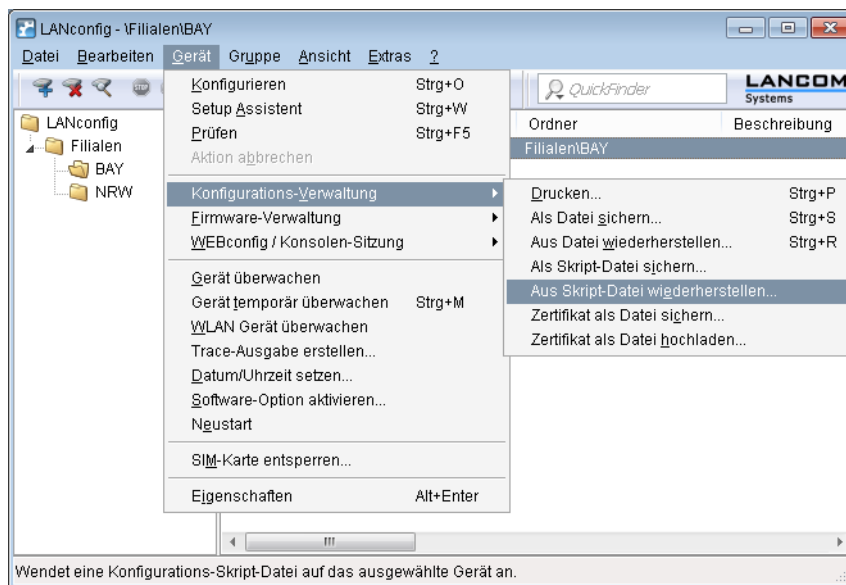 LANconfig - \Filialen\BAY
Datei Bearbeiten Gerät Gruppe Ansicht Extras ?
QuickFinder
LANCOM
Systems
LANconfig
Filialen
BAY
NRW
Konfigurieren Strg+O
Setup Assistent Strg+W
Prüfen Strg+F5
Aktion abbrechen
Konfigurations-Verwaltung
Firmware-Verwaltung
WEBconfig / Konsolen-Sitzung
Gerät überwachen
Gerät temporär überwachen Strg+M
WLAN Gerät überwachen
Trace-Ausgabe erstellen...
Datum/Uhrzeit setzen...
Software-Option aktivieren...
Neustart
SIM-Karte entsperren...
Eigenschaften Alt+Enter
Ordner Beschreibung
Filialen\BAY
Drucken... Strg+P
Als Datei sichern... Strg+S
Aus Datei wiederherstellen... Strg+R
Als Skript-Datei sichern...
Aus Skript-Datei wiederherstellen...
Zertifikat als Datei sichern...
Zertifikat als Datei hochladen...
Wendet eine Konfigurations-Skript-Datei auf das ausgewählte Gerät an.